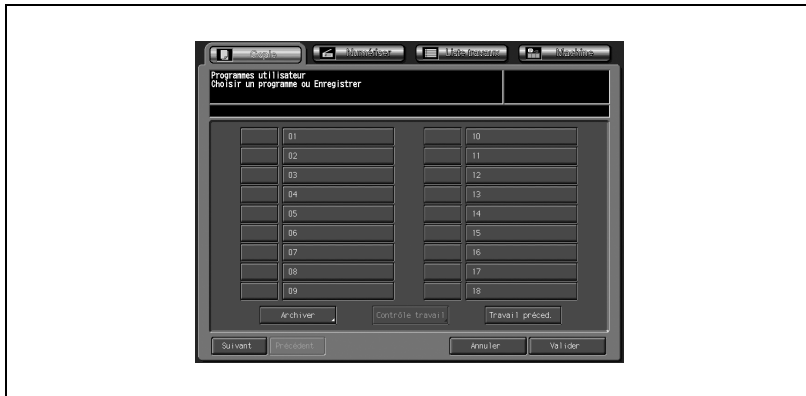 Copie Numériser Liste travaux Machine
Programmes utilisateur
Choisir un programme ou Enregistrer
01 10
02 11
03 12
04 13
05 14
06 15
07 16
08 17
09 18
Archiver Contrôle travail Travail préced.
Suivant Précédent Annuler Valider